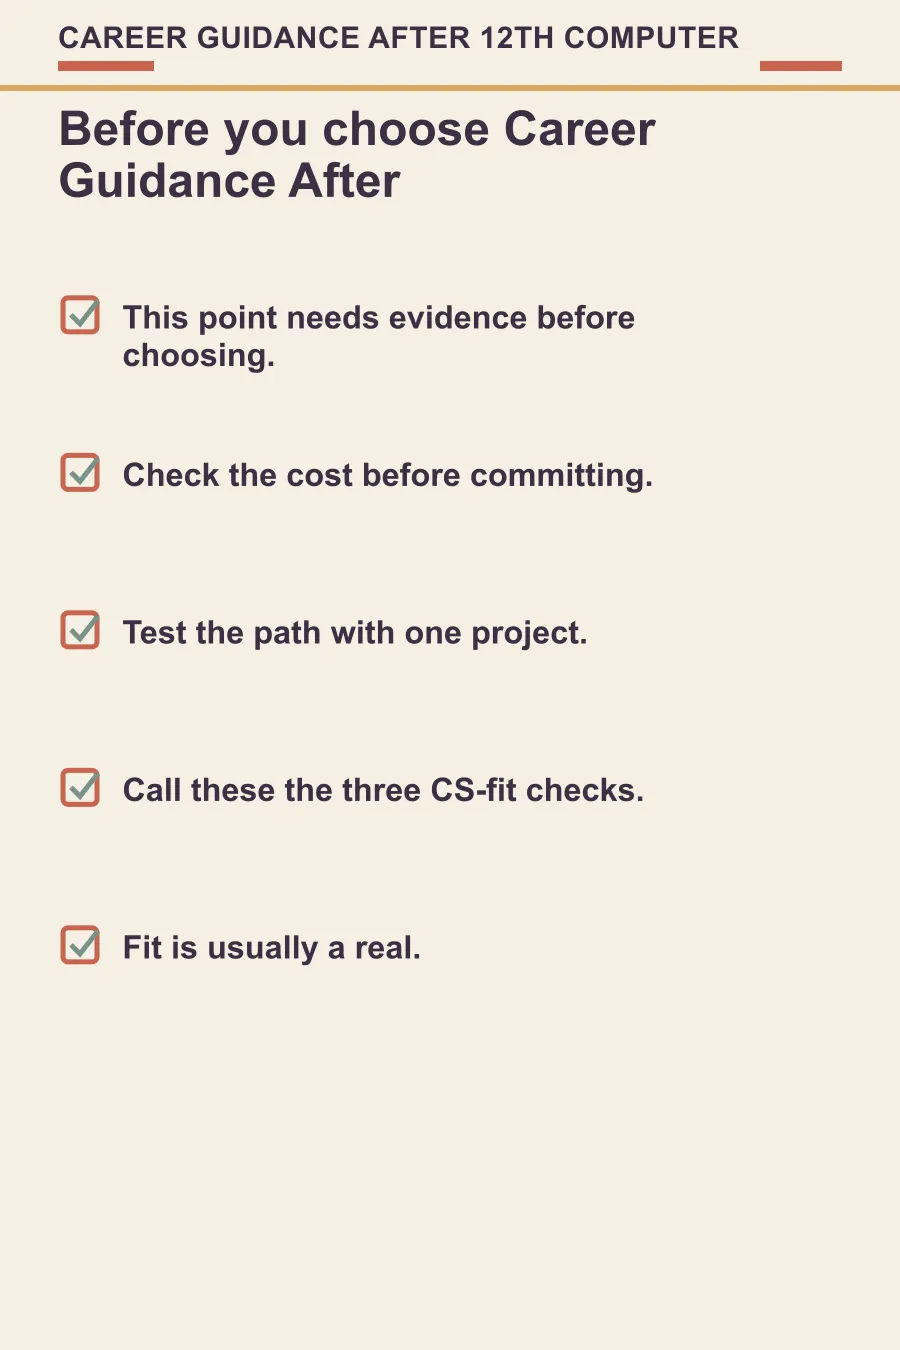 CAREER GUIDANCE AFTER 12TH COMPUTER
Before you choose Career
Guidance After
This point needs evidence before
choosing.
Check the cost before committing.
Test the path with one project.
Call these the three CS-fit checks.
Fit is usually a real.